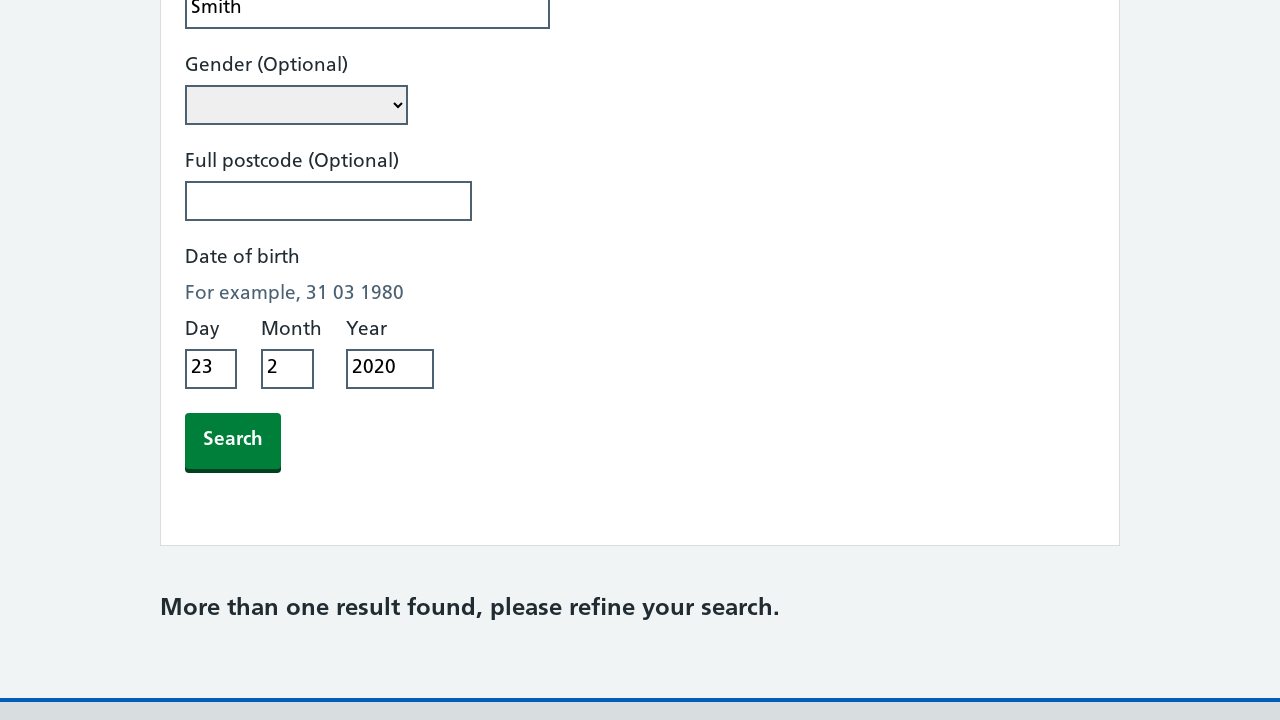 Smith
Gender (Optional)
Full postcode (Optional)
Date of birth
For example, 31 03 1980
Day Month Year
23 2 2020
Search
More than one result found, please refine your search.